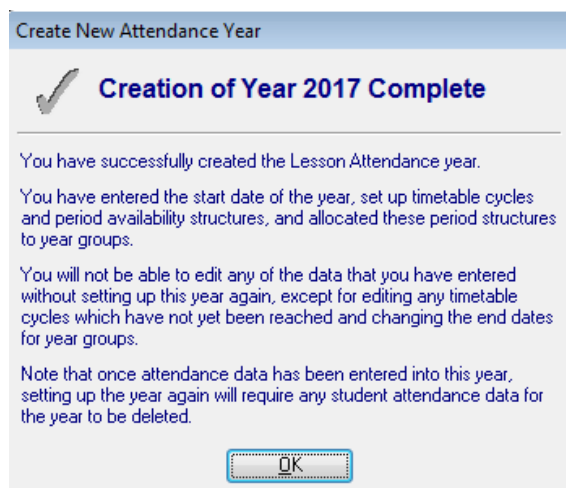 Create New Attendance Year
Creation of Year 2017 Complete
You have successfully created the Lesson Attendance year.
You have entered the start date of the year, set up timetable cycles
and period availability structures, and allocated these period structures
to year groups.
You will not be able to edit any of the data that you have entered
without setting up this year again, except for editing any timetable
cycles which have not yet been reached and changing the end dates
for year groups.
Note that once attendance data has been entered into this year,
setting up the year again will require any student attendance data for
the year to be deleted.
OK